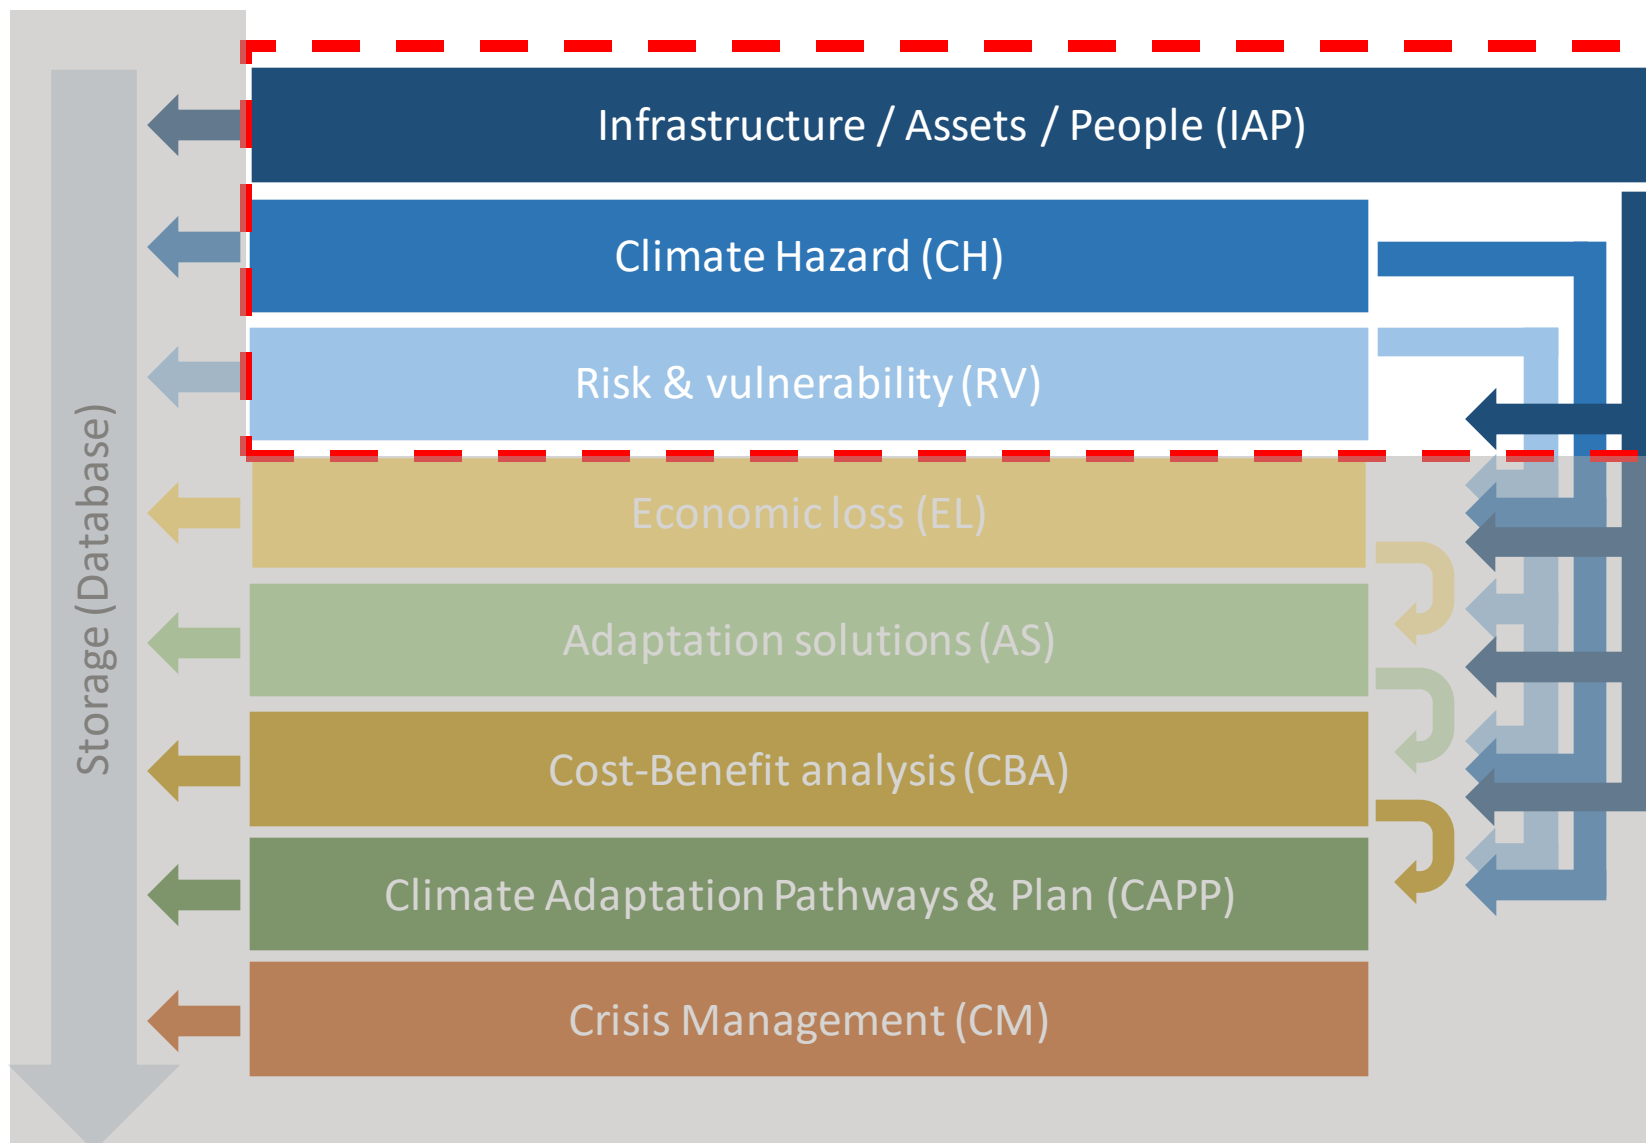 Infrastructure / Assets / People (IAP)
Climate Hazard (CH)
Risk & vulnerability (RV)
Economic loss (EL)
Adaptation solutions (AS)
Cost-Benefit analysis (CBA)
Climate Adaptation Pathways & Plan (CAPP)
Crisis Management (CM)
Storage (Database)